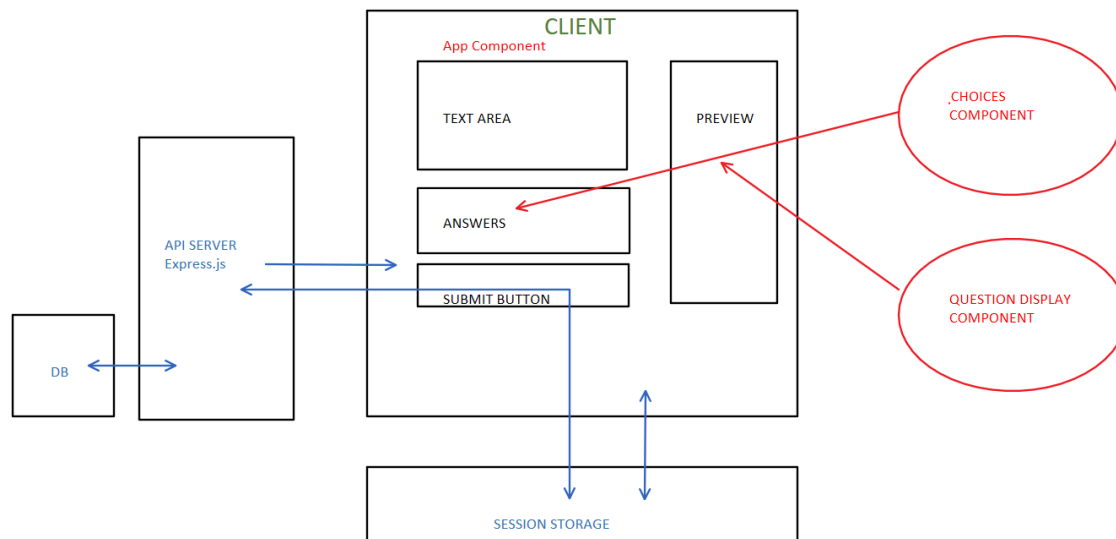 CLIENT
App Component
TEXT AREA
PREVIEW
CHOICES
COMPONENT
ANSWERS
API SERVER
Express.js
SUBMIT BUTTON
QUESTION DISPLAY
COMPONENT
DB
SESSION STORAGE